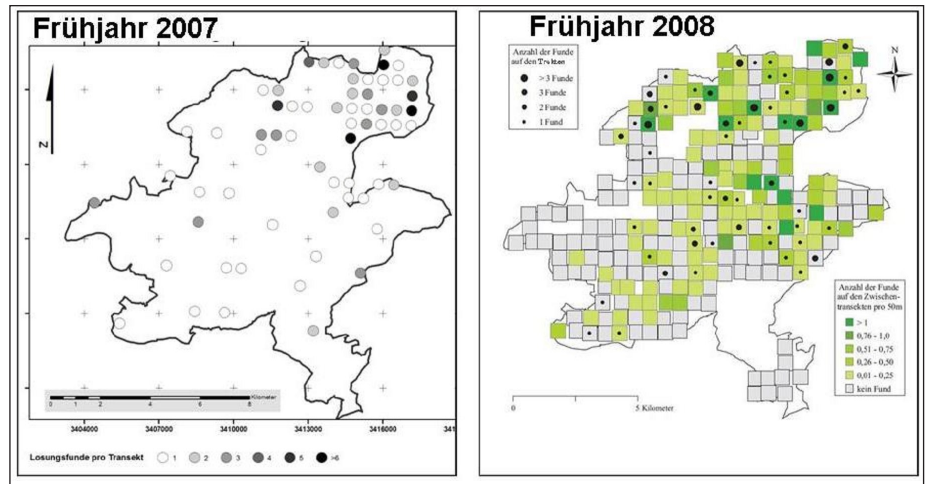 Frühjahr 2007
N
3404000 3407000 3410000 3413000 3416000 341
0 1 2 4 6 8 Kilometer
Losungsfunde pro Transekt 1 2 3 4 5 >6
Frühjahr 2008
Anzahl der Funde
auf den Trakten
> 3 Funde
3 Funde
2 Funde
1 Fund
N
Anzahl der Funde
auf den Zwischen-
transekten pro 50m
> 1
0,76 - 1,0
0,51 - 0,75
0,26 - 0,50
0,01 - 0,25
kein Fund
0 5 Kilometer